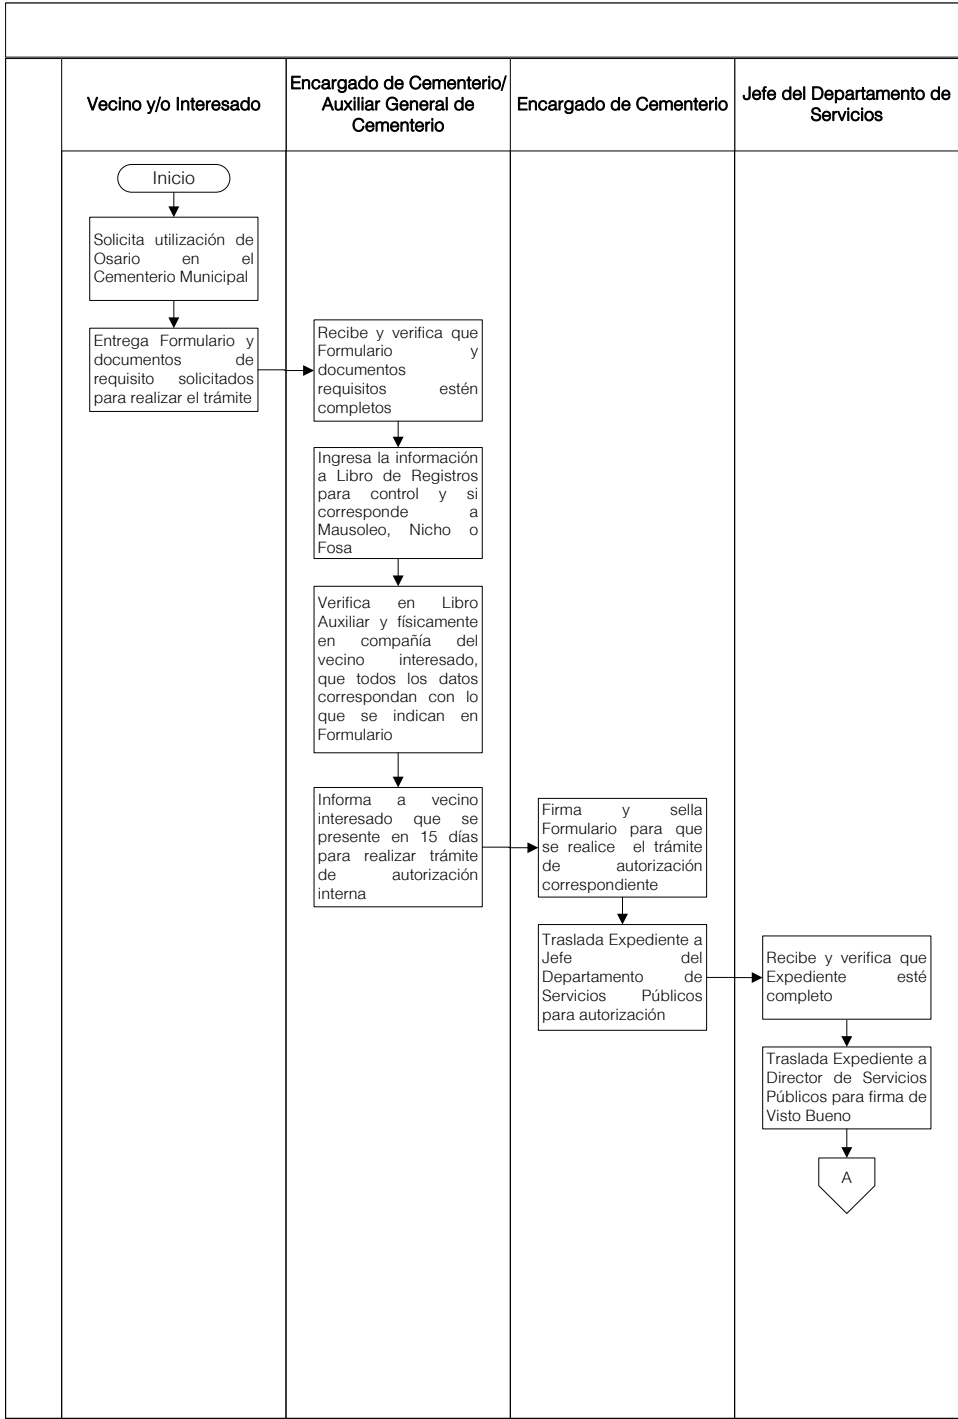 Vecino y/o Interesado
Encargado de Cementerio/
Auxiliar General de
Cementerio
Encargado de Cementerio
Jefe del Departamento de
Servicios
Inicio
Solicita utilización de
Osario en el
Cementerio Municipal
Entrega Formulario y
documentos de
requisito solicitados
para realizar el trámite
Recibe y verifica que
Formulario y
documentos
requisitos estén
completos
Ingresa la información
a Libro de Registros
para control y si
corresponde a
Mausoleo, Nicho o
Fosa
Verifica en Libro
Auxiliar y físicamente
en compañía del
vecino interesado,
que todos los datos
correspondan con lo
que se indican en
Formulario
Informa a vecino
interesado que se
presente en 15 días
para realizar trámite
de autorización
interna
Firma y sella
Formulario para que
se realice el trámite
de autorización
correspondiente
Traslada Expediente a
Jefe del
Departamento de
Servicios Públicos
para autorización
Recibe y verifica que
Expediente esté
completo
Traslada Expediente a
Director de Servicios
Públicos para firma de
Visto Bueno
A